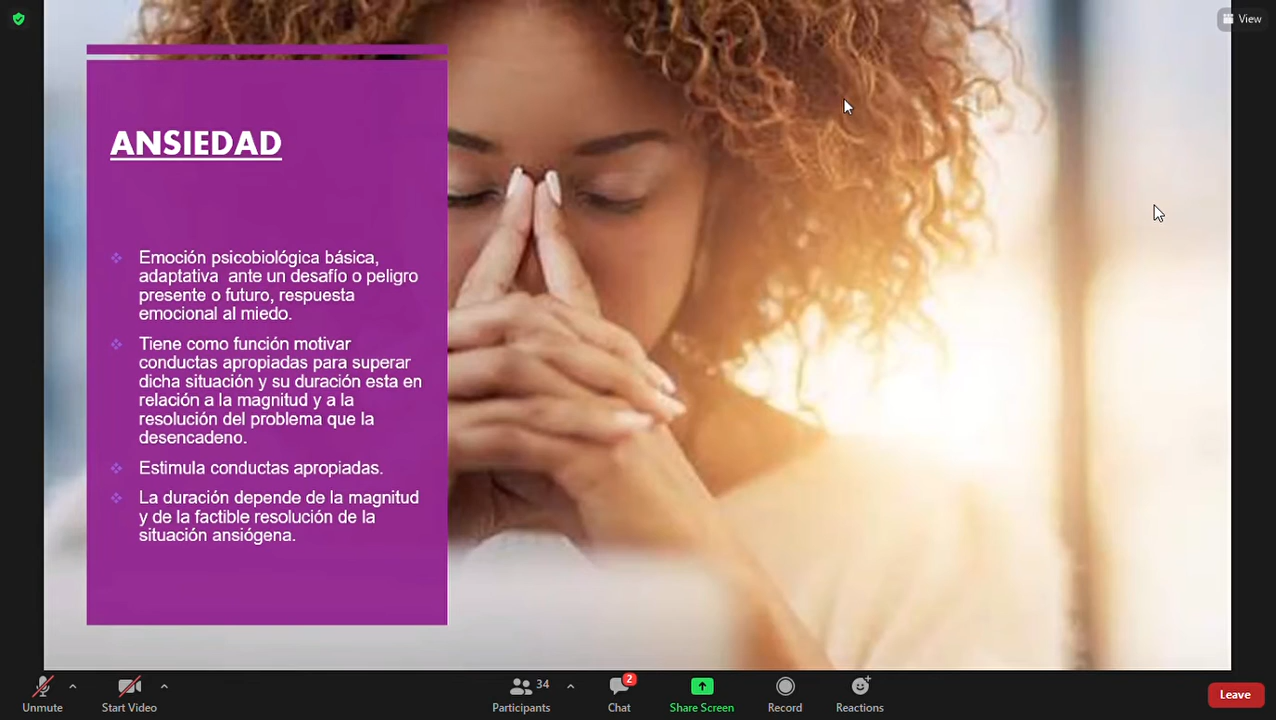 View
ANSIEDAD
Emoción psicobiológica básica,
adaptativa ante un desafío o peligro
presente o futuro, respuesta
emocional al miedo.
Tiene como función motivar
conductas apropiadas para superar
dicha situación y su duración esta en
relación a la magnitud y a la
resolución del problema que la
desencadeno.
Estimula conductas apropiadas.
La duración depende de la magnitud
y de la factible resolución de la
situación ansiógena.
34
2
Unmute
Start Video
Participants
Chat
Share Screen
Record
Reactions
Leave